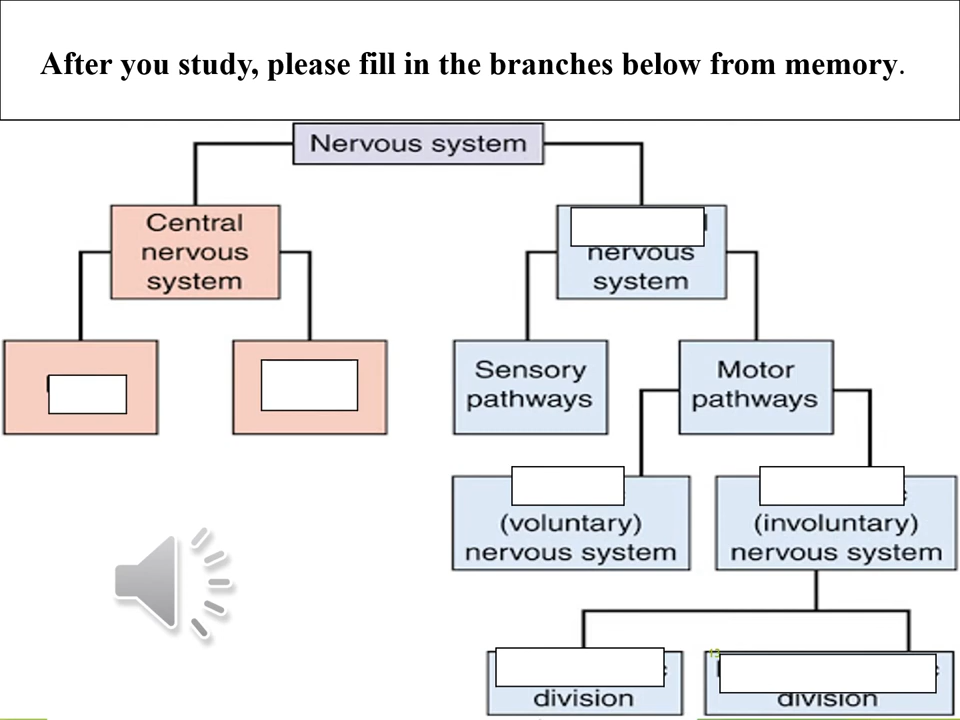 After you study, please fill in the branches below from memory.
Nervous system
Central
nervous
system
nervous
system
Sensory
pathways
Motor
pathways
(voluntary)
nervous system
(involuntary)
nervous system
division
division